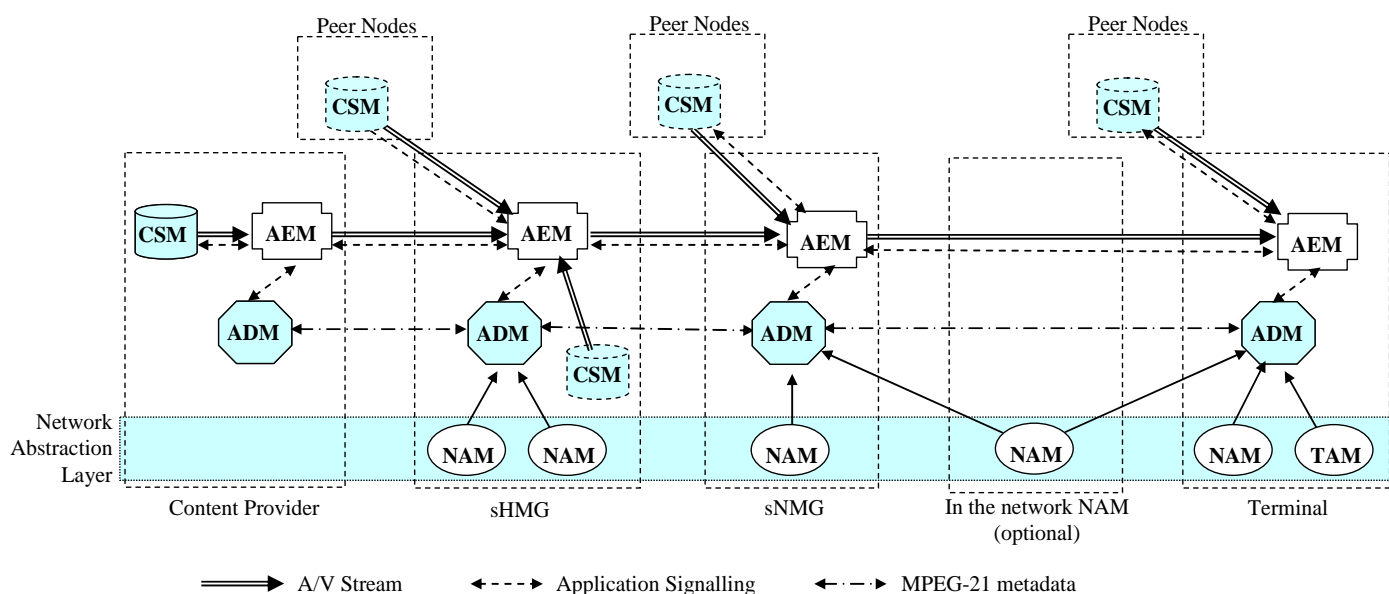 Peer Nodes
Peer Nodes
Peer Nodes
CSM
CSM
CSM
CSM
AEM
AEM
AEM
AEM
ADM
ADM
ADM
ADM
CSM
Network
Abstraction
Layer
NAM
NAM
NAM
NAM
NAM
TAM
Content Provider
sHMG
sNMG
In the network NAM
(optional)
Terminal
A/V Stream
Application Signalling
MPEG-21 metadata